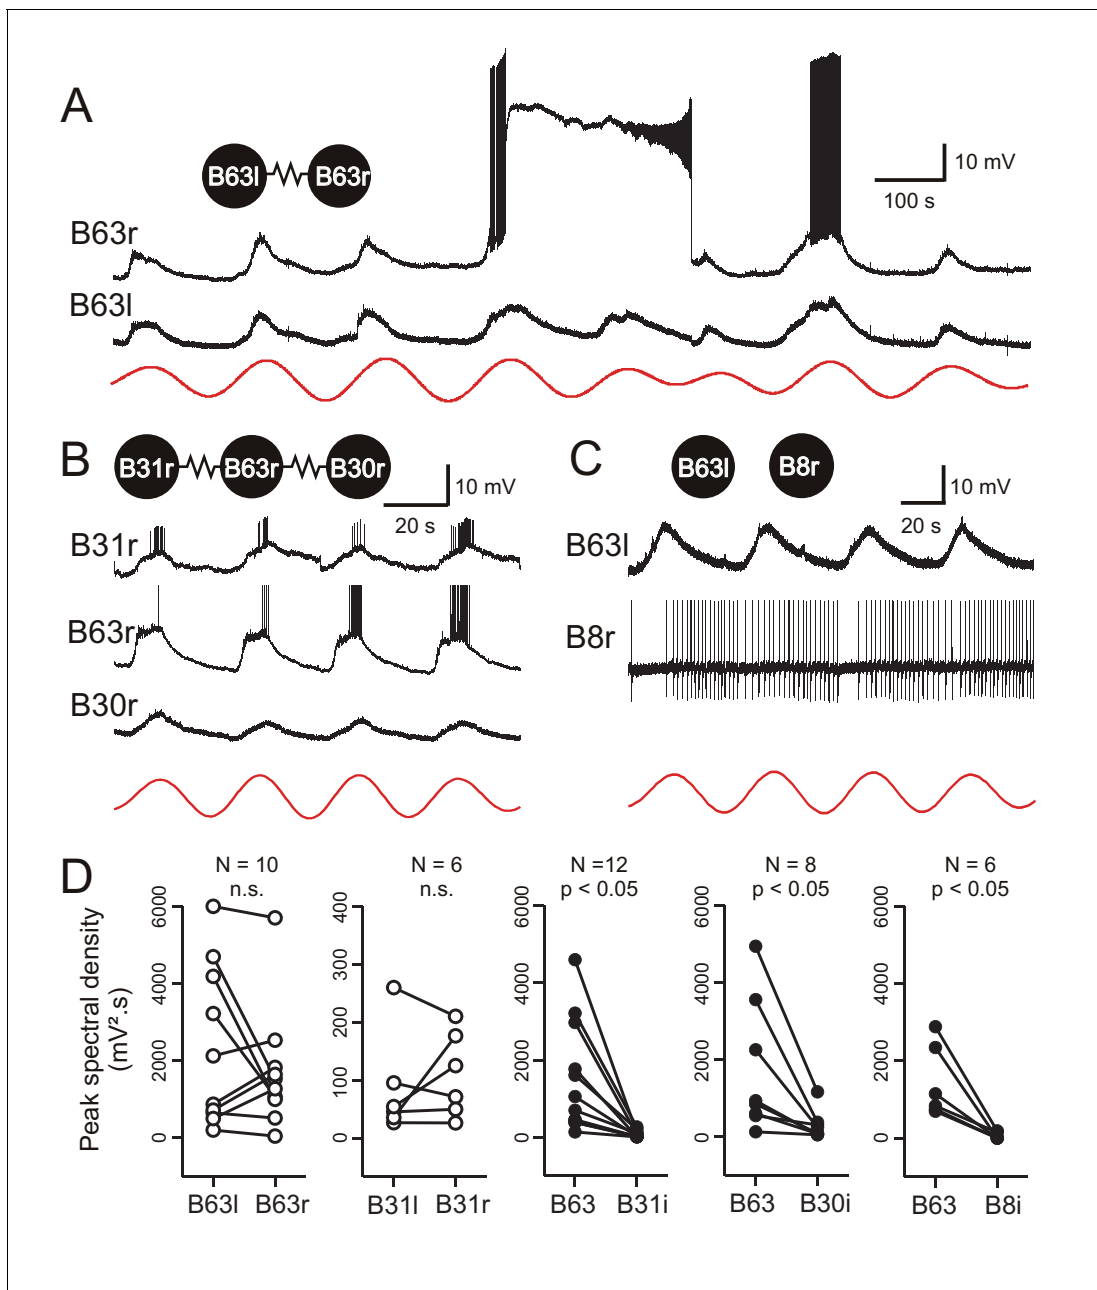 A
B63l
B63r
10 mV
100 s
B63r
B63l
B
B31r
B63r
B30r
10 mV
20 s
B31r
B63r
B30r
C
B63l
B8r
10 mV
20 s
B63l
B8r
D
Peak spectral density
(mV².s)
N = 10
n.s.
6000
4000
2000
0
B63l
B63r
N = 6
n.s.
400
300
200
100
0
B31l
B31r
N =12
p < 0.05
6000
4000
2000
0
B63
B31i
N = 8
p < 0.05
6000
4000
2000
0
B63
B30i
N = 6
p < 0.05
6000
4000
2000
0
B63
B8i